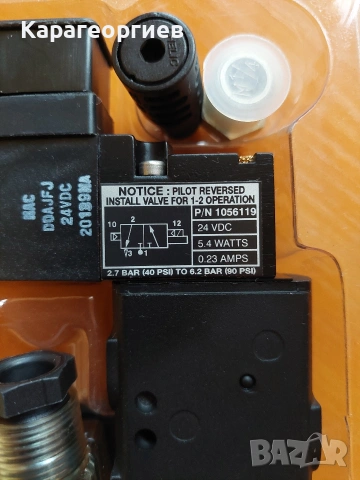 Карагеоргиев
MAC
DOAJFJ
24VDC
20199MA
NOTICE: PILOT REVERSED
INSTALL VALVE FOR 1-2 OPERATION
P/N 1056119
10 2 12
3 1
24 VDC
5.4 WATTS
0.23 AMPS
2.7 BAR (40 PSI) TO 6.2 BAR (90 PSI)
BAZAR